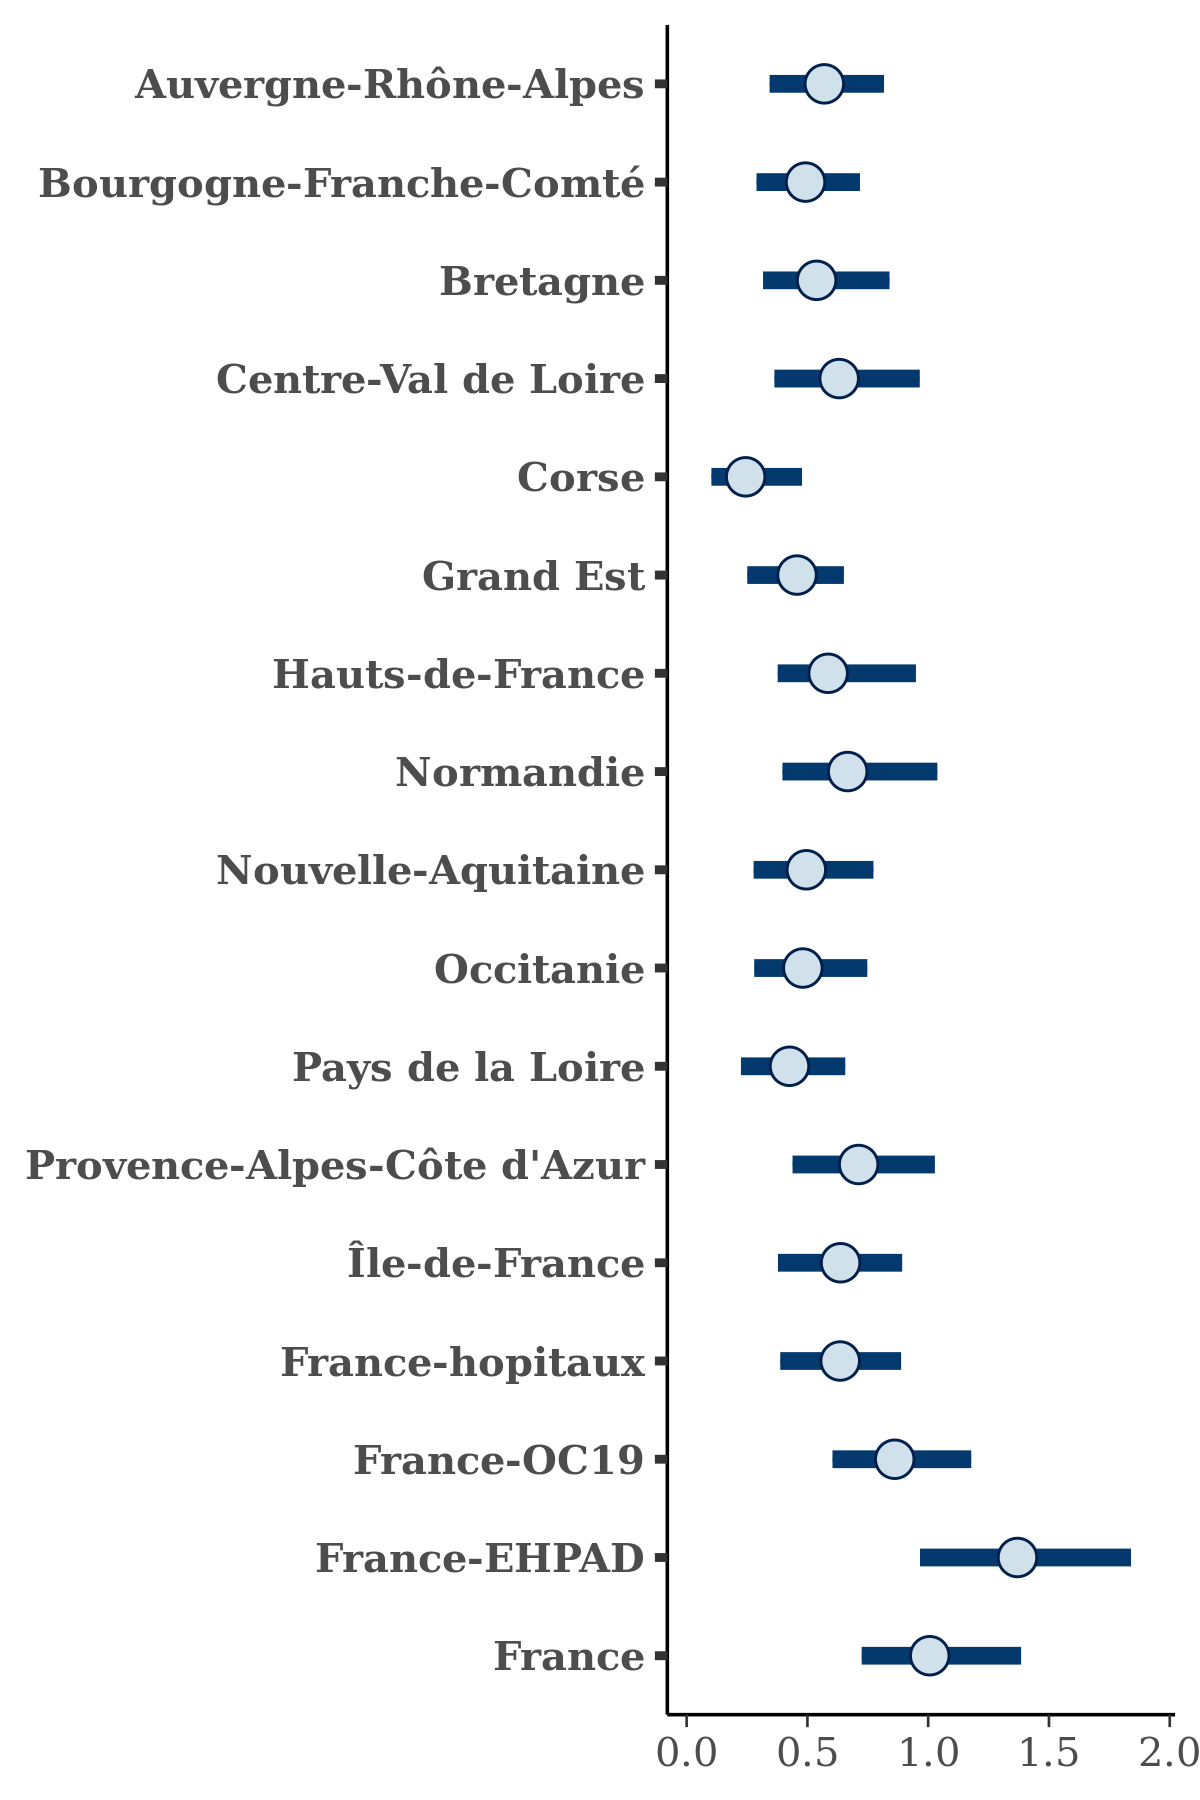 Auvergne-Rhône-Alpes
Bourgogne-Franche-Comté
Bretagne
Centre-Val de Loire
Corse
Grand Est
Hauts-de-France
Normandie
Nouvelle-Aquitaine
Occitanie
Pays de la Loire
Provence-Alpes-Côte d'Azur
Île-de-France
France-hopitaux
France-OC19
France-EHPAD
France
0.0 0.5 1.0 1.5 2.0